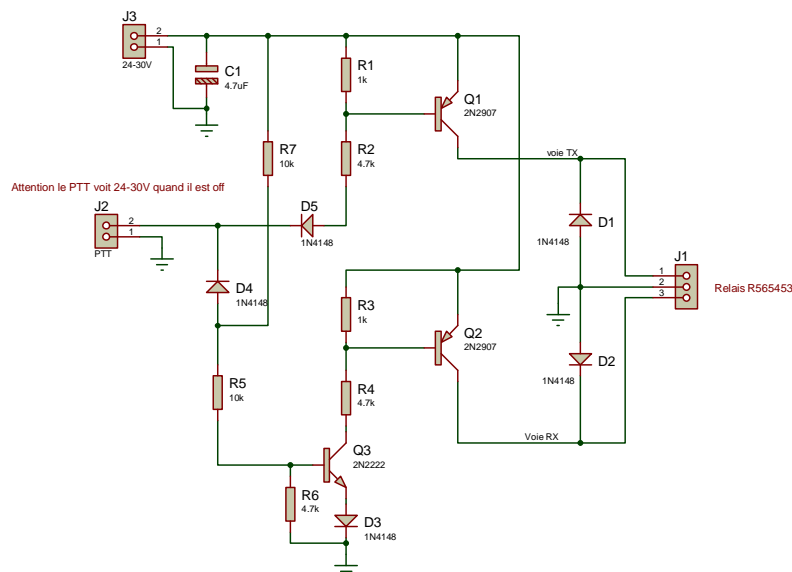 J3
2
1
24-30V
C1
4.7uF
R1
1k
Q1
2N2907
R2
4.7k
R7
10k
voie TX
Attention le PTT voit 24-30V quand il est off
J2
2
1
PTT
D5
1N4148
D1
1N4148
D4
1N4148
J1
1
2
3
Relais R565453
R3
1k
Q2
2N2907
D2
1N4148
R5
10k
R4
4.7k
Voie RX
Q3
2N2222
R6
4.7k
D3
1N4148